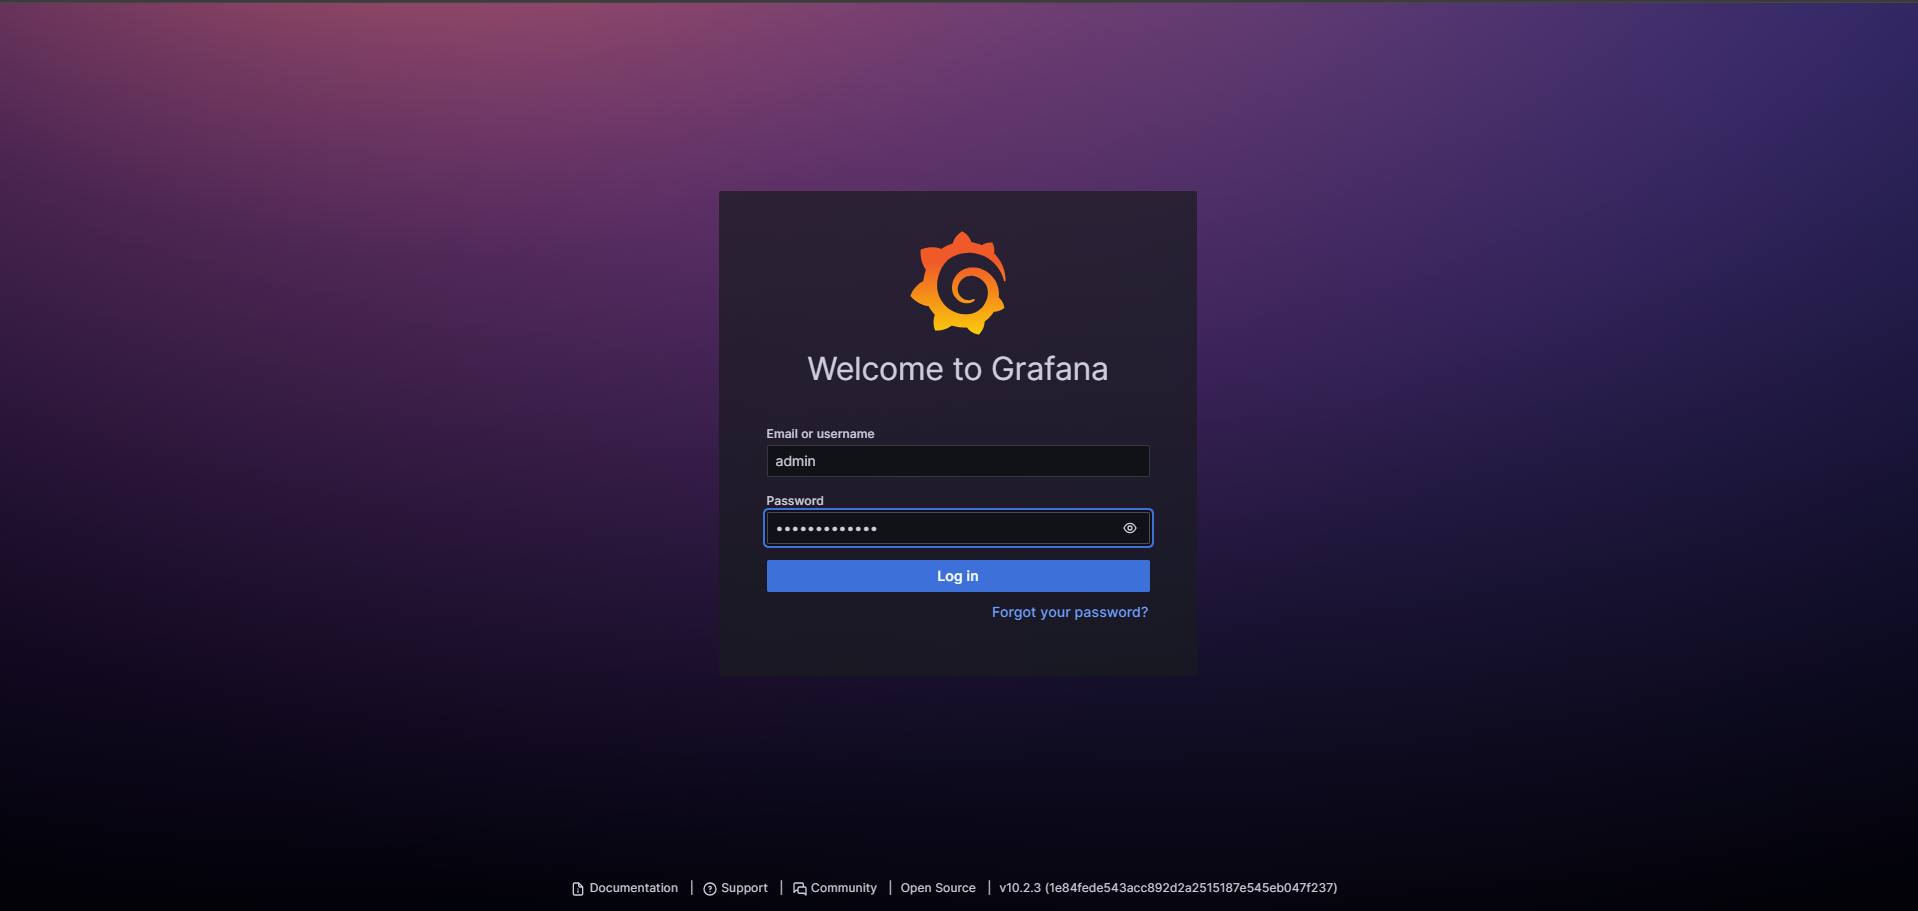 Welcome to Grafana
Email or username
admin
Password
•••••••••••••
Log in
Forgot your password?
Documentation | Support | Community | Open Source | v10.2.3 (1e84fede543acc892d2a2515187e545eb047f237)